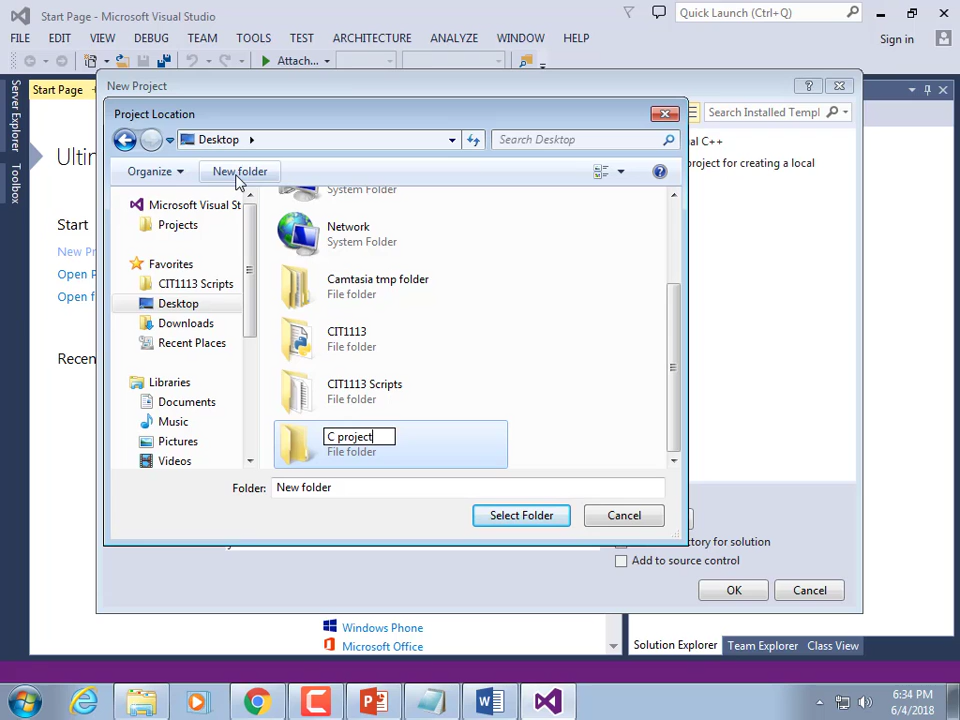 Start Page - Microsoft Visual Studio
Quick Launch (Ctrl+Q)
FILE EDIT VIEW DEBUG TEAM TOOLS TEST ARCHITECTURE ANALYZE WINDOW HELP
Sign in
Attach...
Server Explorer
Toolbox
Start Page
New Project
Search Installed Templ
Project Location
Desktop
Search Desktop
Organize
New folder
Microsoft Visual St
Projects
Favorites
CIT1113 Scripts
Desktop
Downloads
Recent Places
Libraries
Documents
Music
Pictures
Videos
System Folder
Network
System Folder
Camtasia tmp folder
File folder
CIT1113
File folder
CIT1113 Scripts
File folder
C project
File folder
Folder: New folder
Select Folder
Cancel
project for creating a local
Ultin
Start
New Pr
Open P
Open f
Recen
al C++
ctory for solution
Add to source control
OK
Cancel
Windows Phone
Microsoft Office
Solution Explorer
Team Explorer
Class View
6:34 PM
6/4/2018